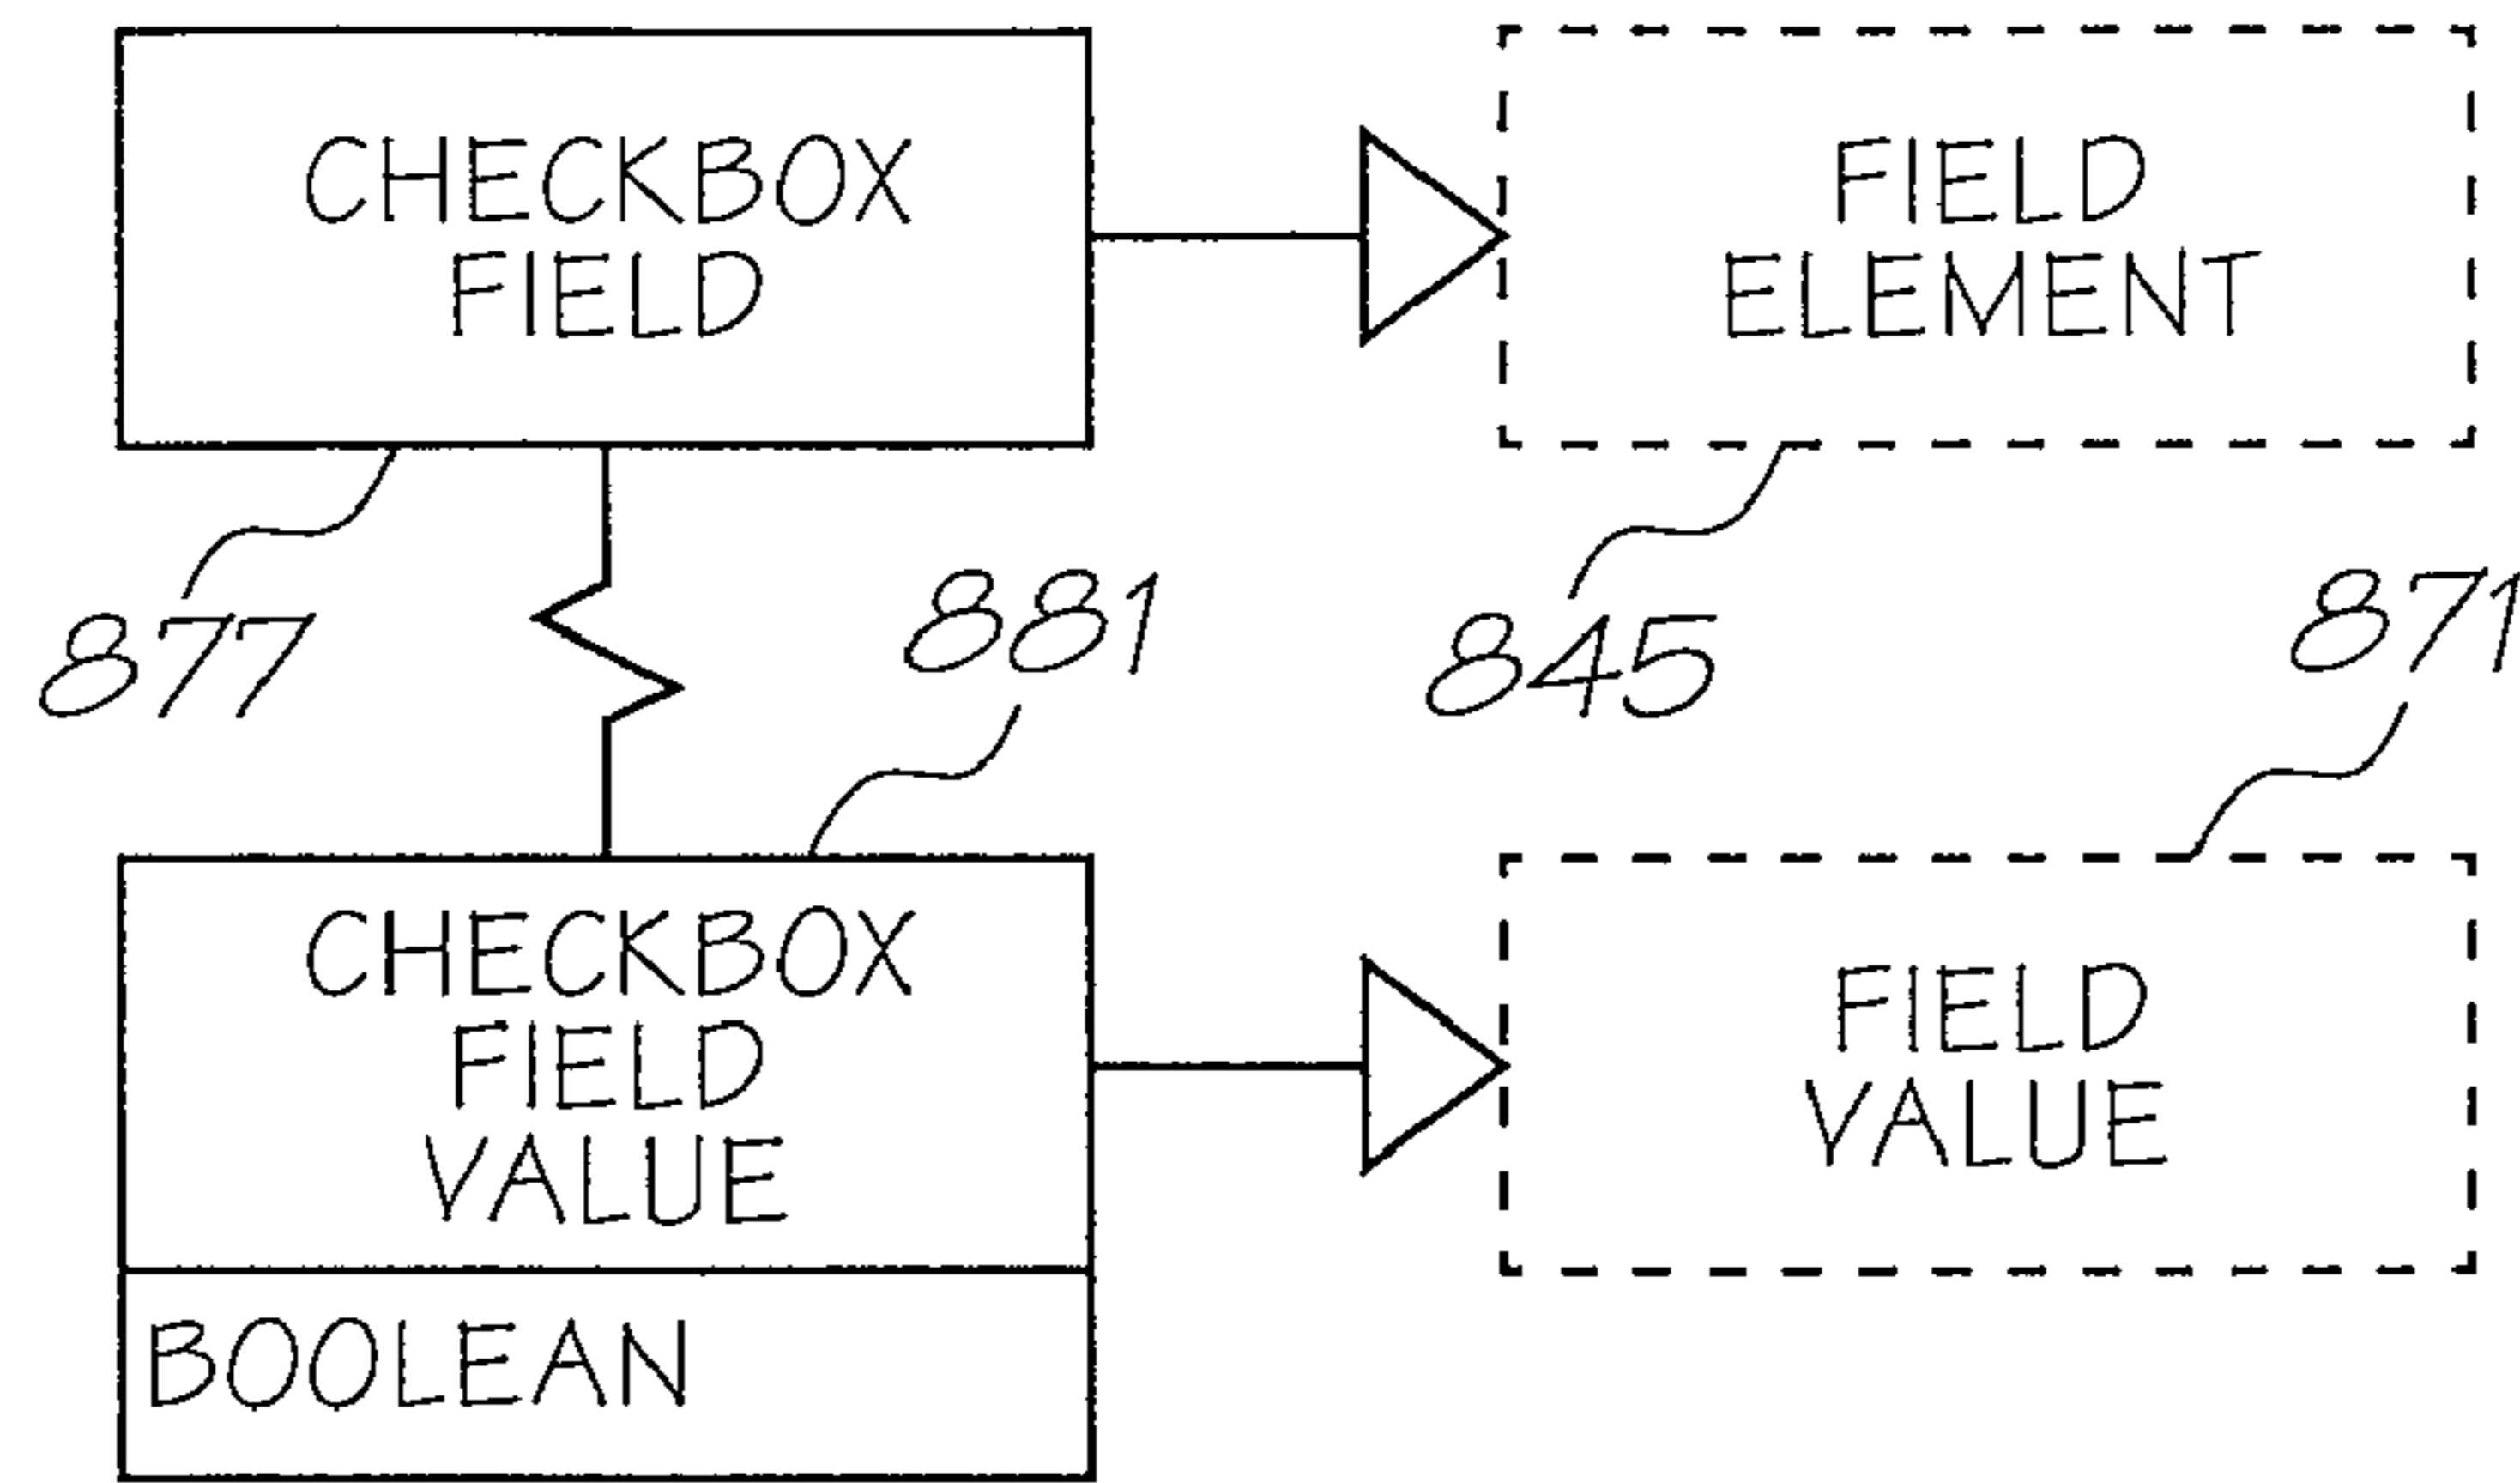 CHECKBOX
FIELD
FIELD
ELEMENT
877
881
845
871
CHECKBOX
FIELD
VALUE
FIELD
VALUE
BOOLEAN